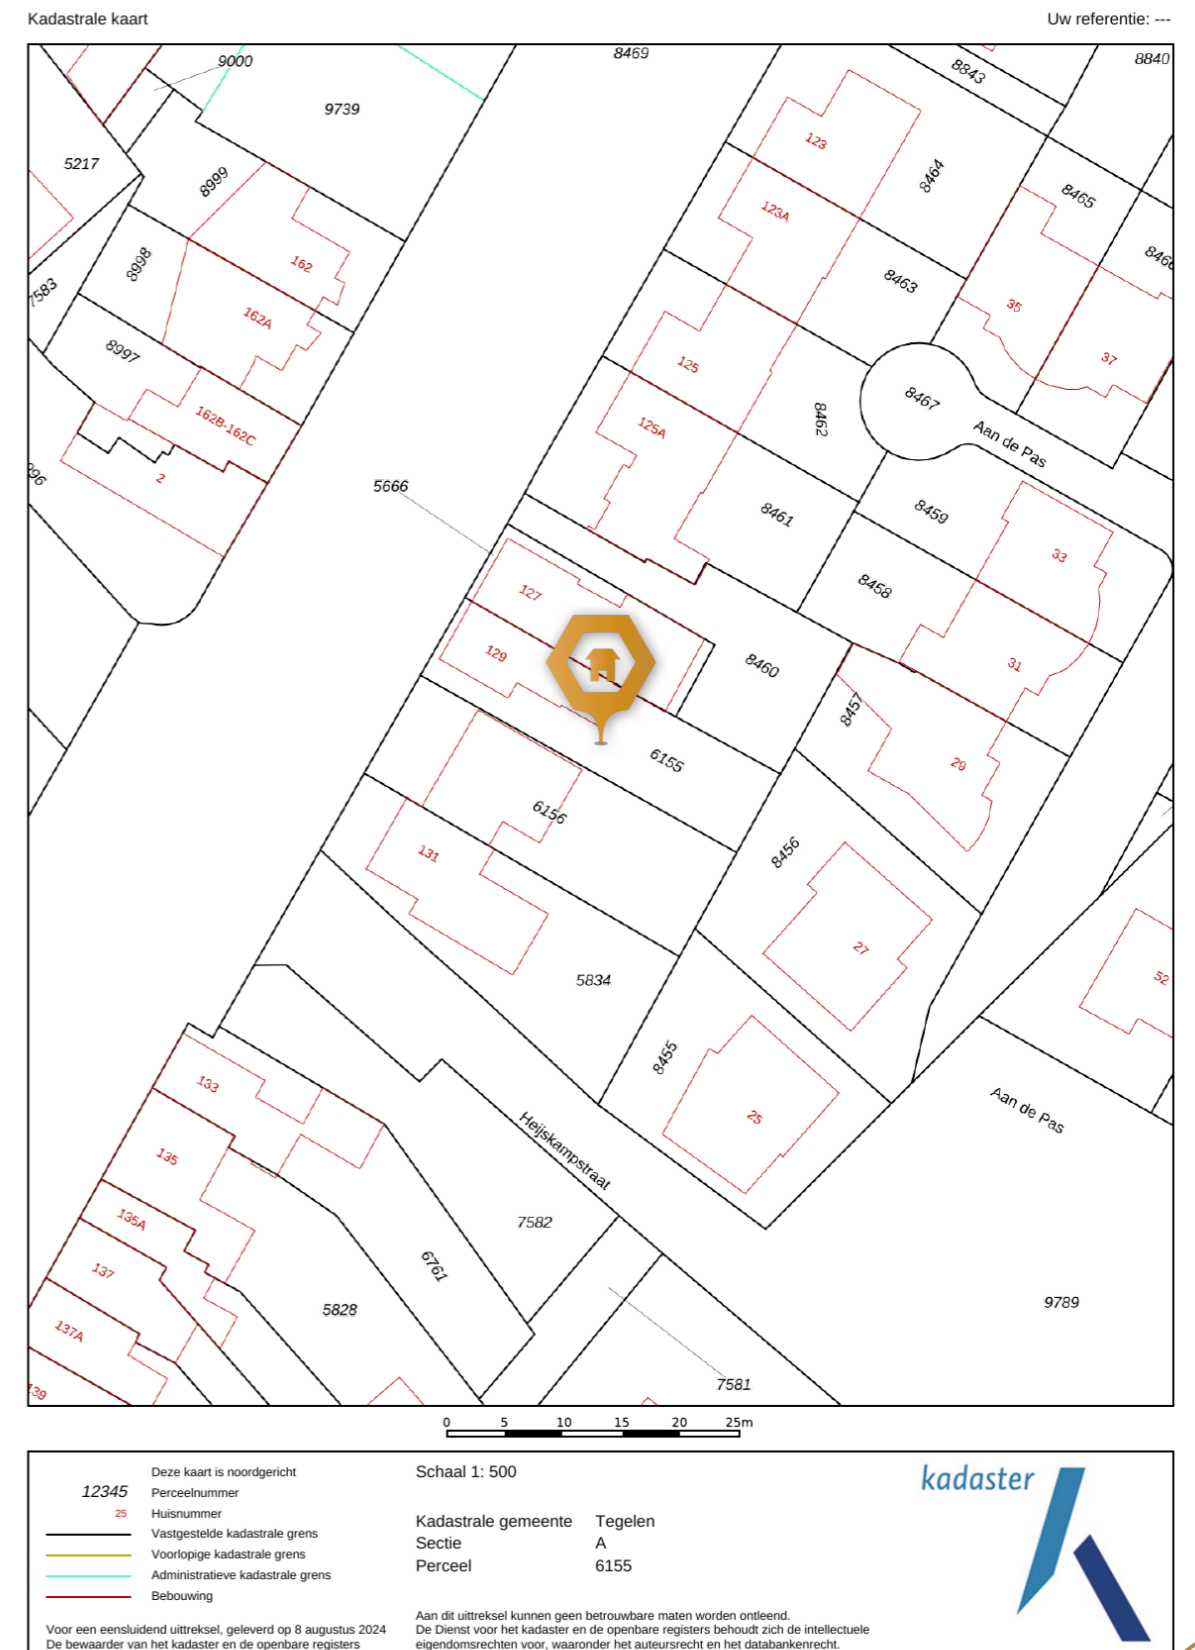 Kadastrale kaart
Uw referentie: ---
9000
8469
8843
8840
9739
123
5217
8999
8464
8465
123A
8998
162
8463
7583
162A
35
37
8997
125
8467
162B-162C
125A
8462
Aan de Pas
2
5666
8461
8459
33
127
8458
129
8460
31
8457
6155
29
6156
131
8456
27
5834
52
8455
133
25
Aan de Pas
Heijskampstraat
135
135A
7582
137
6761
5828
9789
137A
7581
139
0 5 10 15 20 25m
Deze kaart is noordgericht
12345 Perceelnummer
25 Huisnummer
Vastgestelde kadastrale grens
Voorlopige kadastrale grens
Administratieve kadastrale grens
Bebouwing
Voor een eensluidend uittreksel, geleverd op 8 augustus 2024
De bewaarder van het kadaster en de openbare registers
Schaal 1: 500
Kadastrale gemeente Tegelen
Sectie A
Perceel 6155
Aan dit uittreksel kunnen geen betrouwbare maten worden ontleend.
De Dienst voor het kadaster en de openbare registers behoudt zich de intellectuele
eigendomsrechten voor, waaronder het auteursrecht en het databankenrecht.
kadaster